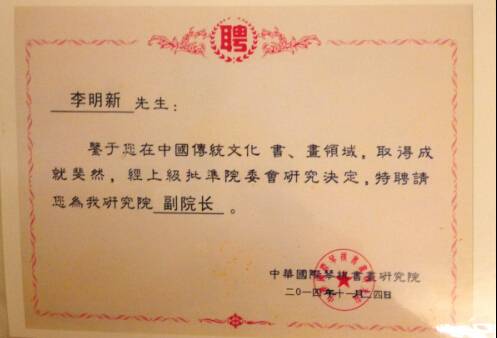 聘
李明新 先生:
鑒于您在中國傳統文化 書、畫領域,取得成
就斐然,經上級批準院委會研究決定,特聘請
您為我研究院 副院长 。
中華國際琴棋書畫研究院
二〇一四年十一月二四日